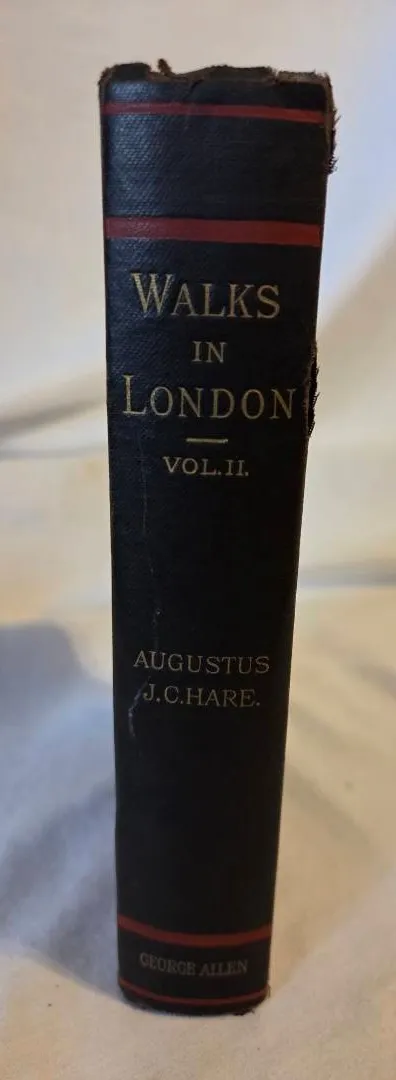 WALKS
IN
LONDON
VOL.II.
AUGUSTUS
J.C.HARE.
GEORGE ALLEN